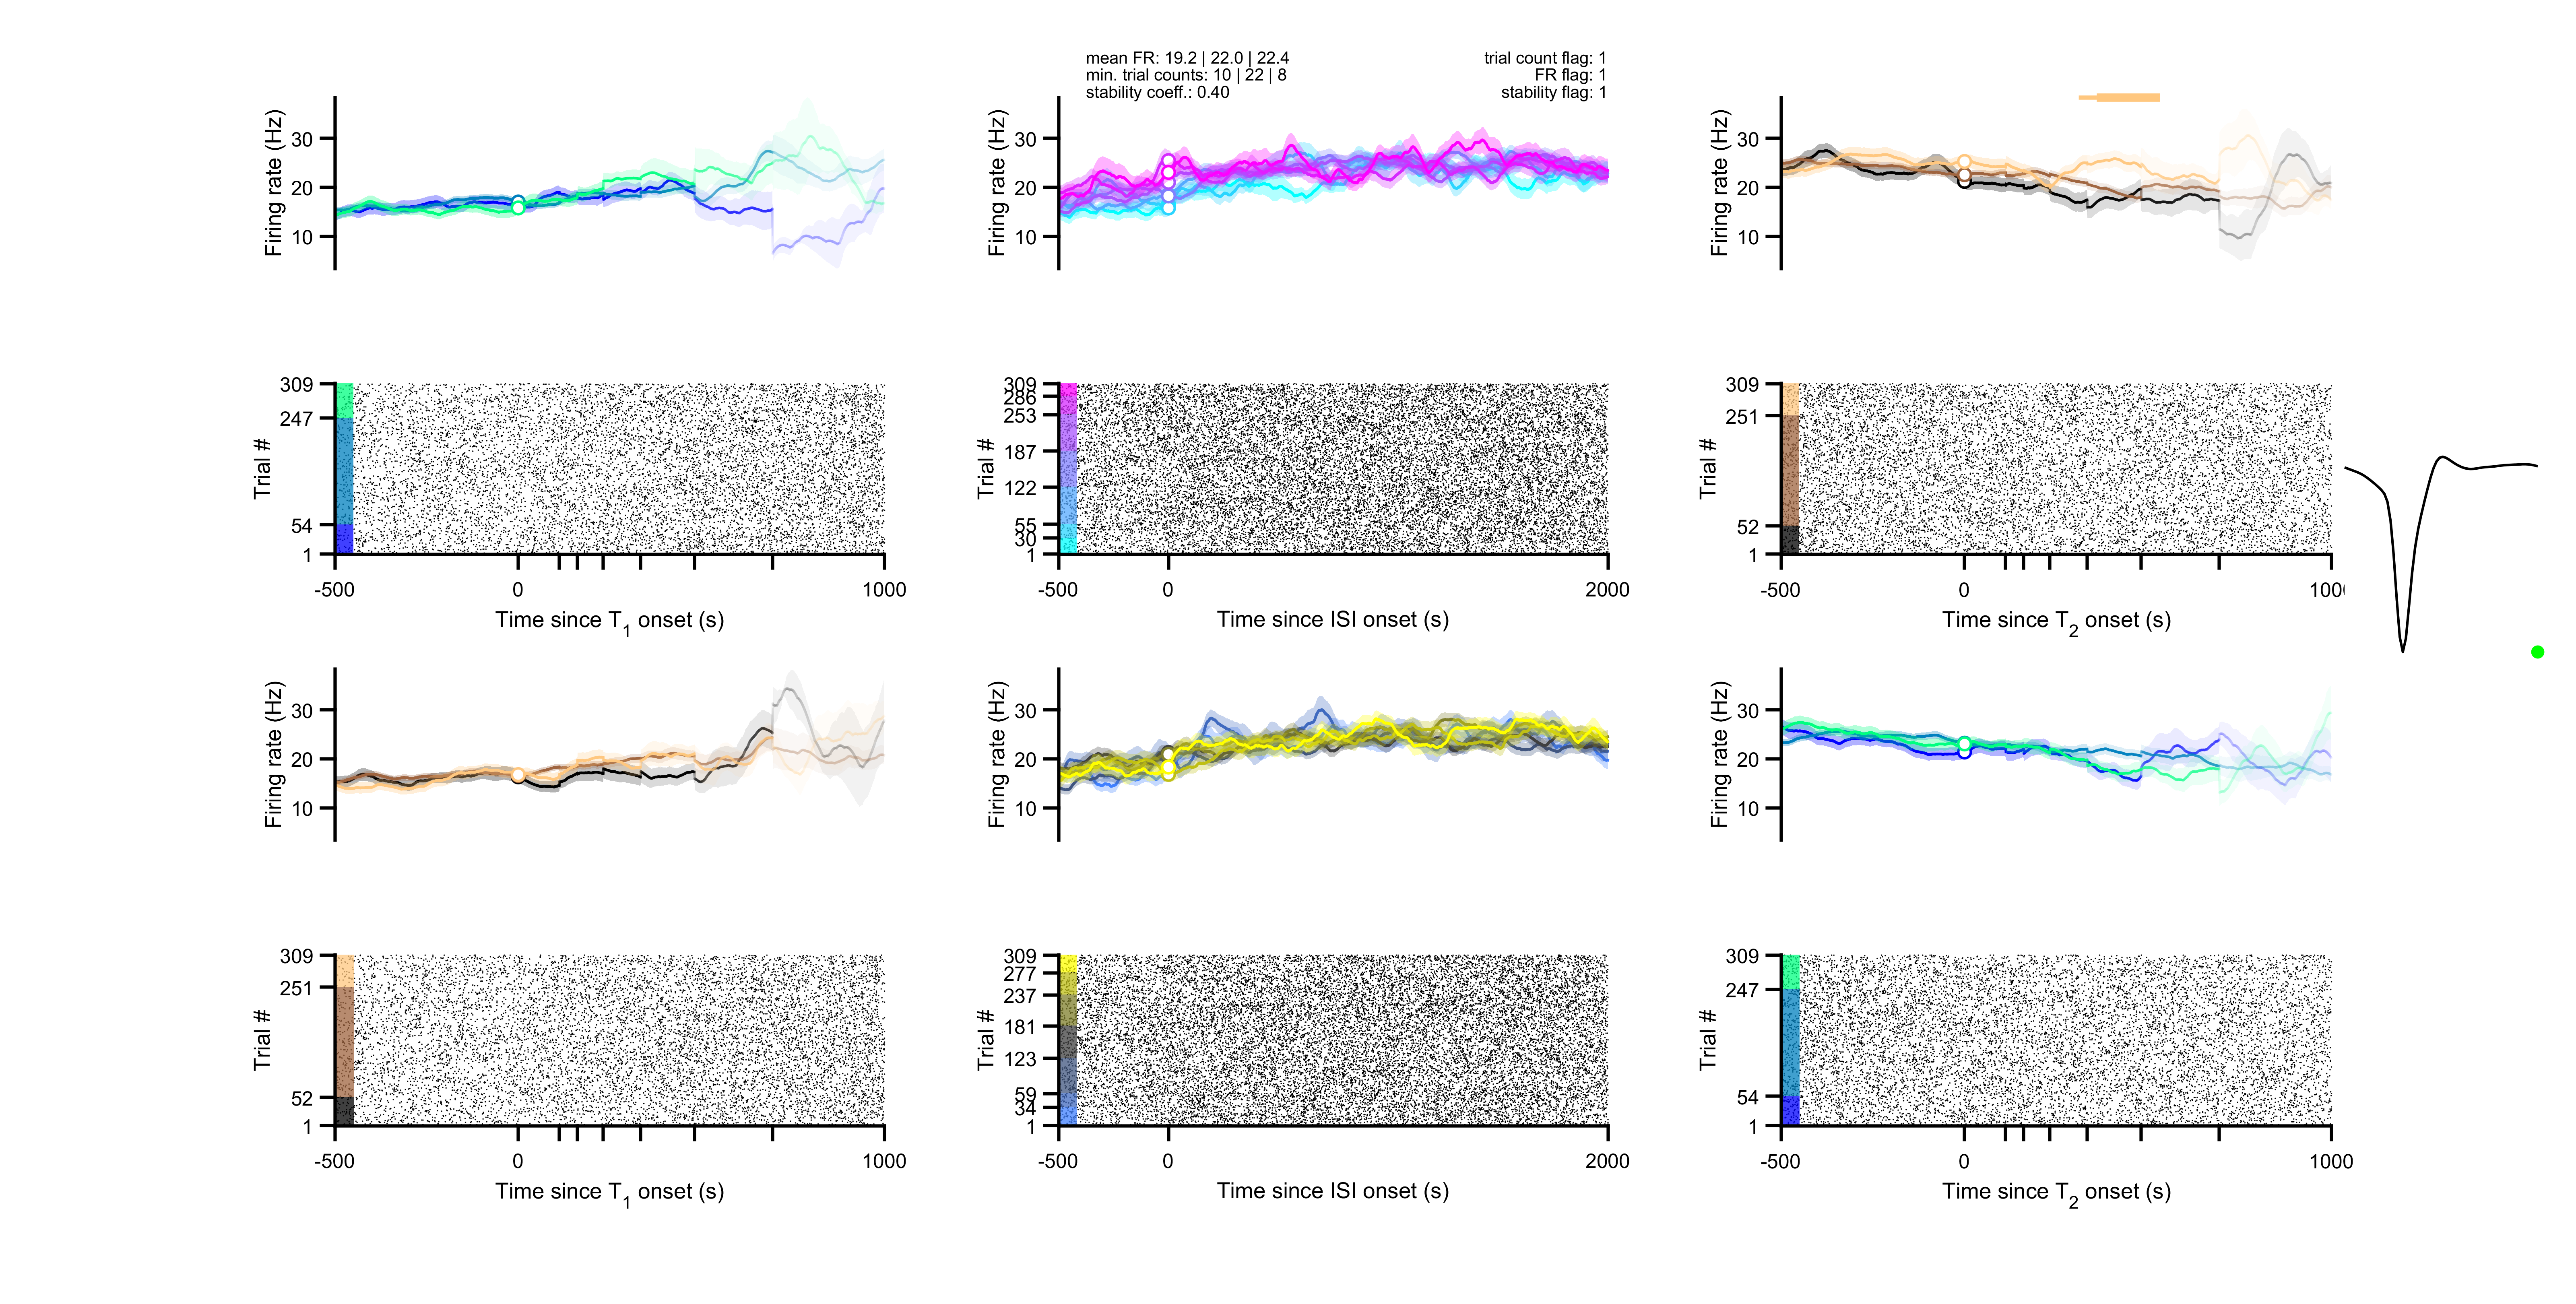 mean FR: 19.2 | 22.0 | 22.4
min. trial counts: 10 | 22 | 8
stability coeff.: 0.40
trial count flag: 1
FR flag: 1
stability flag: 1
Firing rate (Hz)
30
20
10
Firing rate (Hz)
30
20
10
Firing rate (Hz)
30
20
10
Trial #
309
247
54
1
-500
0
1000
Time since T1 onset (s)
Trial #
309
286
253
187
122
55
30
1
-500
0
2000
Time since ISI onset (s)
Trial #
309
251
52
1
-500
0
1000
Time since T2 onset (s)
Firing rate (Hz)
30
20
10
Firing rate (Hz)
30
20
10
Firing rate (Hz)
30
20
10
Trial #
309
251
52
1
-500
0
1000
Time since T1 onset (s)
Trial #
309
277
237
181
123
59
34
1
-500
0
2000
Time since ISI onset (s)
Trial #
309
247
54
1
-500
0
1000
Time since T2 onset (s)